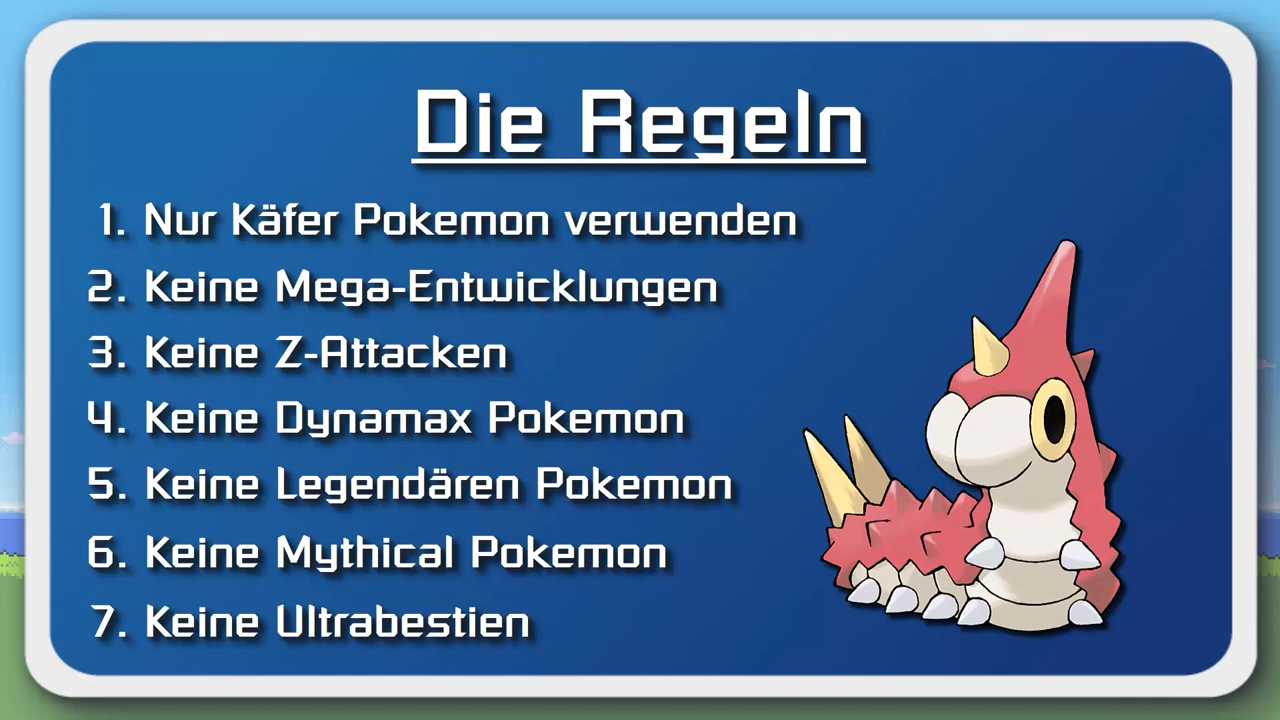 Die Regeln
1. Nur Käfer Pokemon verwenden
2. Keine Mega-Entwicklungen
3. Keine Z-Attacken
4. Keine Dynamax Pokemon
5. Keine Legendären Pokemon
6. Keine Mythical Pokemon
7. Keine Ultrabestien